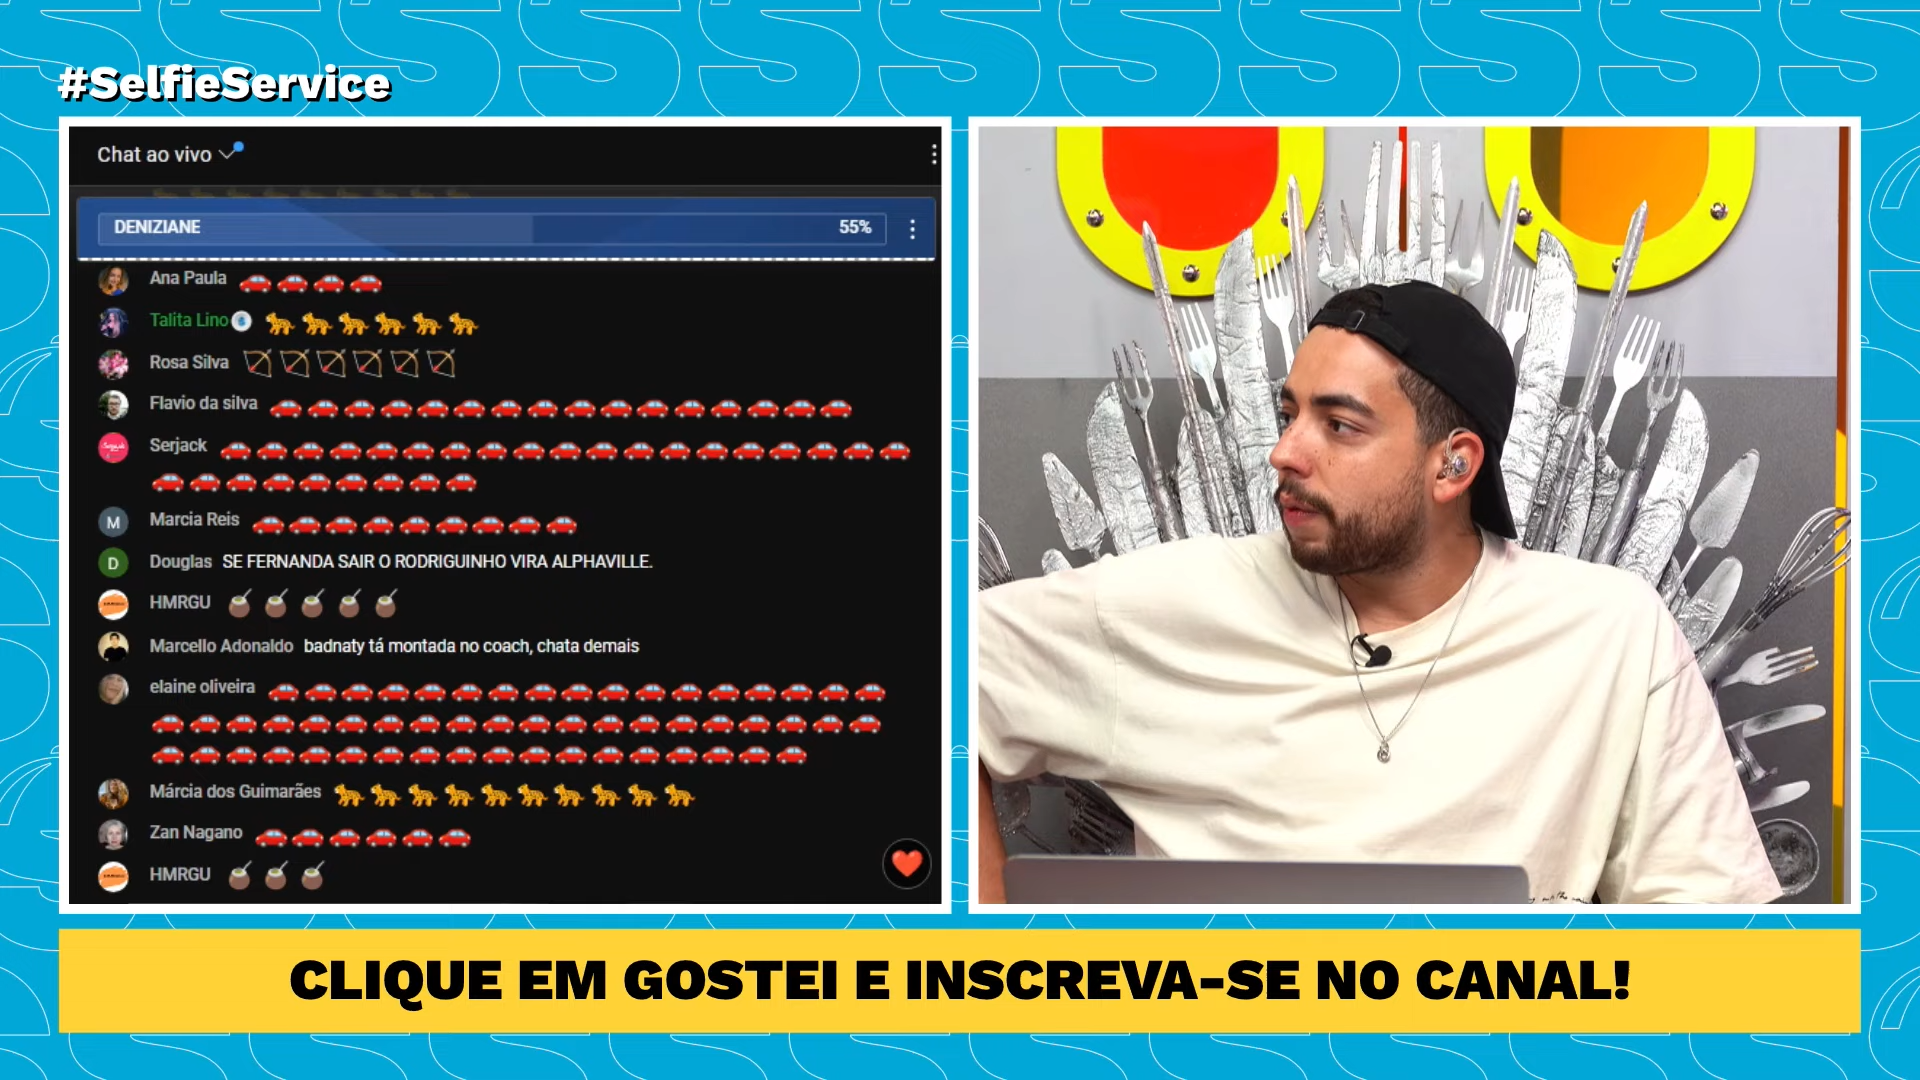 #SelfieService
Chat ao vivo
DENIZIANE 55%
Ana Paula 🚗🚗🚗🚗
Talita Lino 🐆🐆🐆🐆🐆🐆
Rosa Silva 🏹🏹🏹🏹🏹🏹
Flavio da silva 🚗🚗🚗🚗🚗🚗🚗🚗🚗🚗🚗🚗🚗🚗🚗🚗
Serjack 🚗🚗🚗🚗🚗🚗🚗🚗🚗🚗🚗🚗🚗🚗🚗🚗🚗🚗🚗
🚗🚗🚗🚗🚗🚗🚗🚗🚗
M Marcia Reis 🚗🚗🚗🚗🚗🚗🚗🚗🚗
D Douglas SE FERNANDA SAIR O RODRIGUINHO VIRA ALPHAVILLE.
HMRGU 🧉🧉🧉🧉🧉
Marcello Adonaldo badnaty tá montada no coach, chata demais
elaine oliveira 🚗🚗🚗🚗🚗🚗🚗🚗🚗🚗🚗🚗🚗🚗🚗🚗🚗
🚗🚗🚗🚗🚗🚗🚗🚗🚗🚗🚗🚗🚗🚗🚗🚗🚗🚗🚗🚗
🚗🚗🚗🚗🚗🚗🚗🚗🚗🚗🚗🚗🚗🚗🚗🚗🚗🚗
Márcia dos Guimarães 🐆🐆🐆🐆🐆🐆🐆🐆🐆🐆
Zan Nagano 🚗🚗🚗🚗🚗🚗
HMRGU 🧉🧉🧉
CLIQUE EM GOSTEI E INSCREVA-SE NO CANAL!